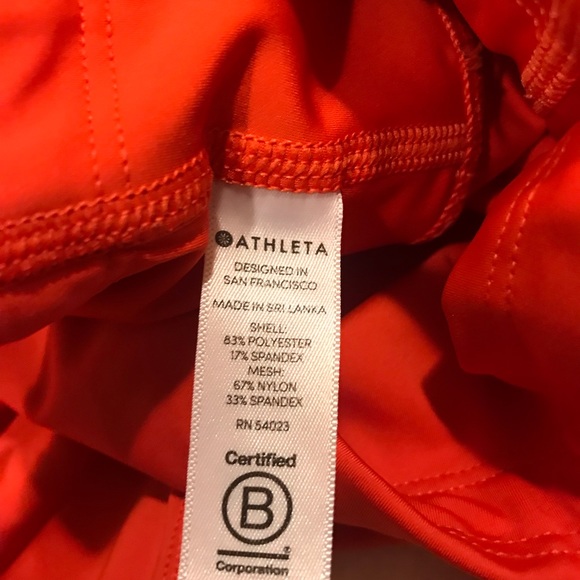 ATHLETA
DESIGNED IN
SAN FRANCISCO
MADE IN SRI LANKA
SHELL:
83% POLYESTER
17% SPANDEX
MESH:
67% NYLON
33% SPANDEX
RN 54023
Certified
B
Corporation